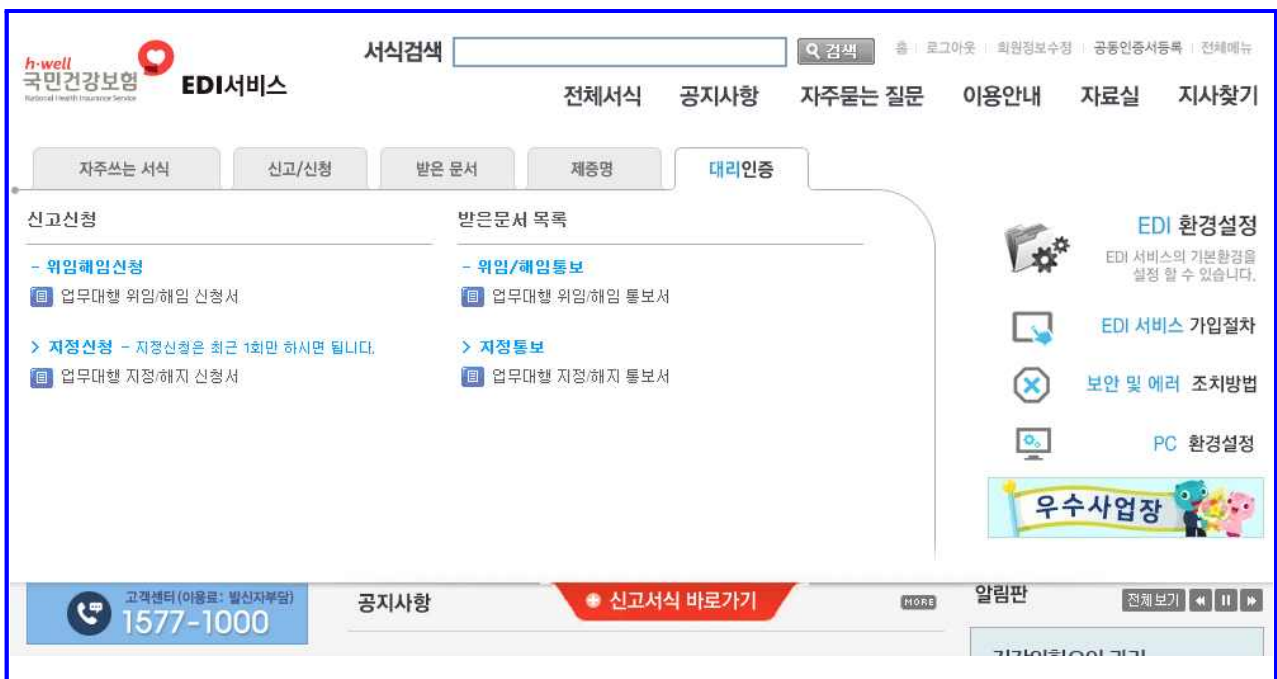 서식검색
검색
홈 로그아웃 회원정보수정 공동인증서등록 전체메뉴
h·well
국민건강보험
National Health Insurance Service
EDI서비스
전체서식 공지사항 자주묻는 질문 이용안내 자료실 지사찾기
자주쓰는 서식 신고/신청 받은 문서 제증명 대리인증
신고신청
- 위임해임신청
업무대행 위임/해임 신청서
> 지정신청 - 지정신청은 최근 1회만 하시면 됩니다.
업무대행 지정/해지 신청서
받은문서 목록
- 위임/해임통보
업무대행 위임/해임 통보서
> 지정통보
업무대행 지정/해지 통보서
EDI 환경설정
EDI 서비스의 기본환경을
설정 할 수 있습니다.
EDI 서비스 가입절차
보안 및 에러 조치방법
PC 환경설정
우수사업장
고객센터(이용료: 발신자부담)
1577-1000
공지사항
신고서식 바로가기
MORE
알림판
전체보기